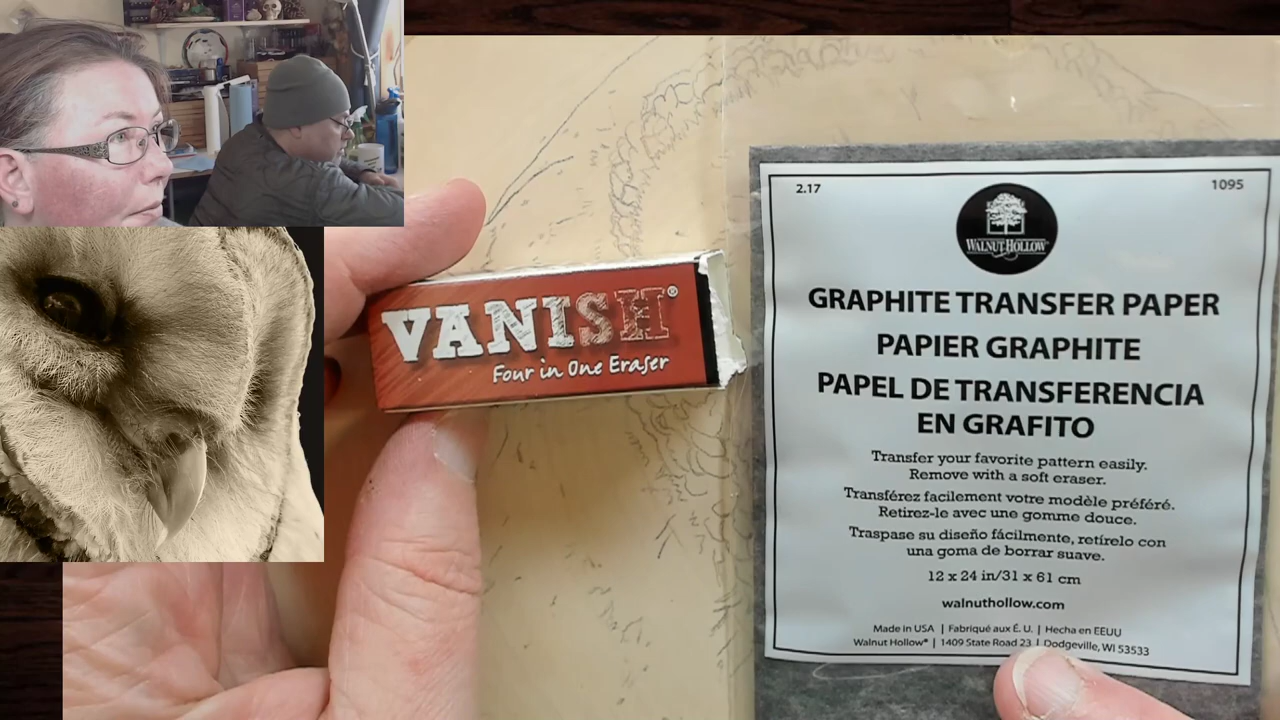 VANISH®
Four in One Eraser
2.17
1095
WALNUT HOLLOW
GRAPHITE TRANSFER PAPER
PAPIER GRAPHITE
PAPEL DE TRANSFERENCIA
EN GRAFITO
Transfer your favorite pattern easily.
Remove with a soft eraser.
Transférez facilement votre modèle préféré.
Retirez-le avec une gomme douce.
Traspase su diseño fácilmente, retírelo con
una goma de borrar suave.
12 x 24 in/31 x 61 cm
walnuthollow.com
Made in USA | Fabriqué aux É. U. | Hecha en EEUU
Walnut Hollow® | 1409 State Road 23 | Dodgeville, WI 53533